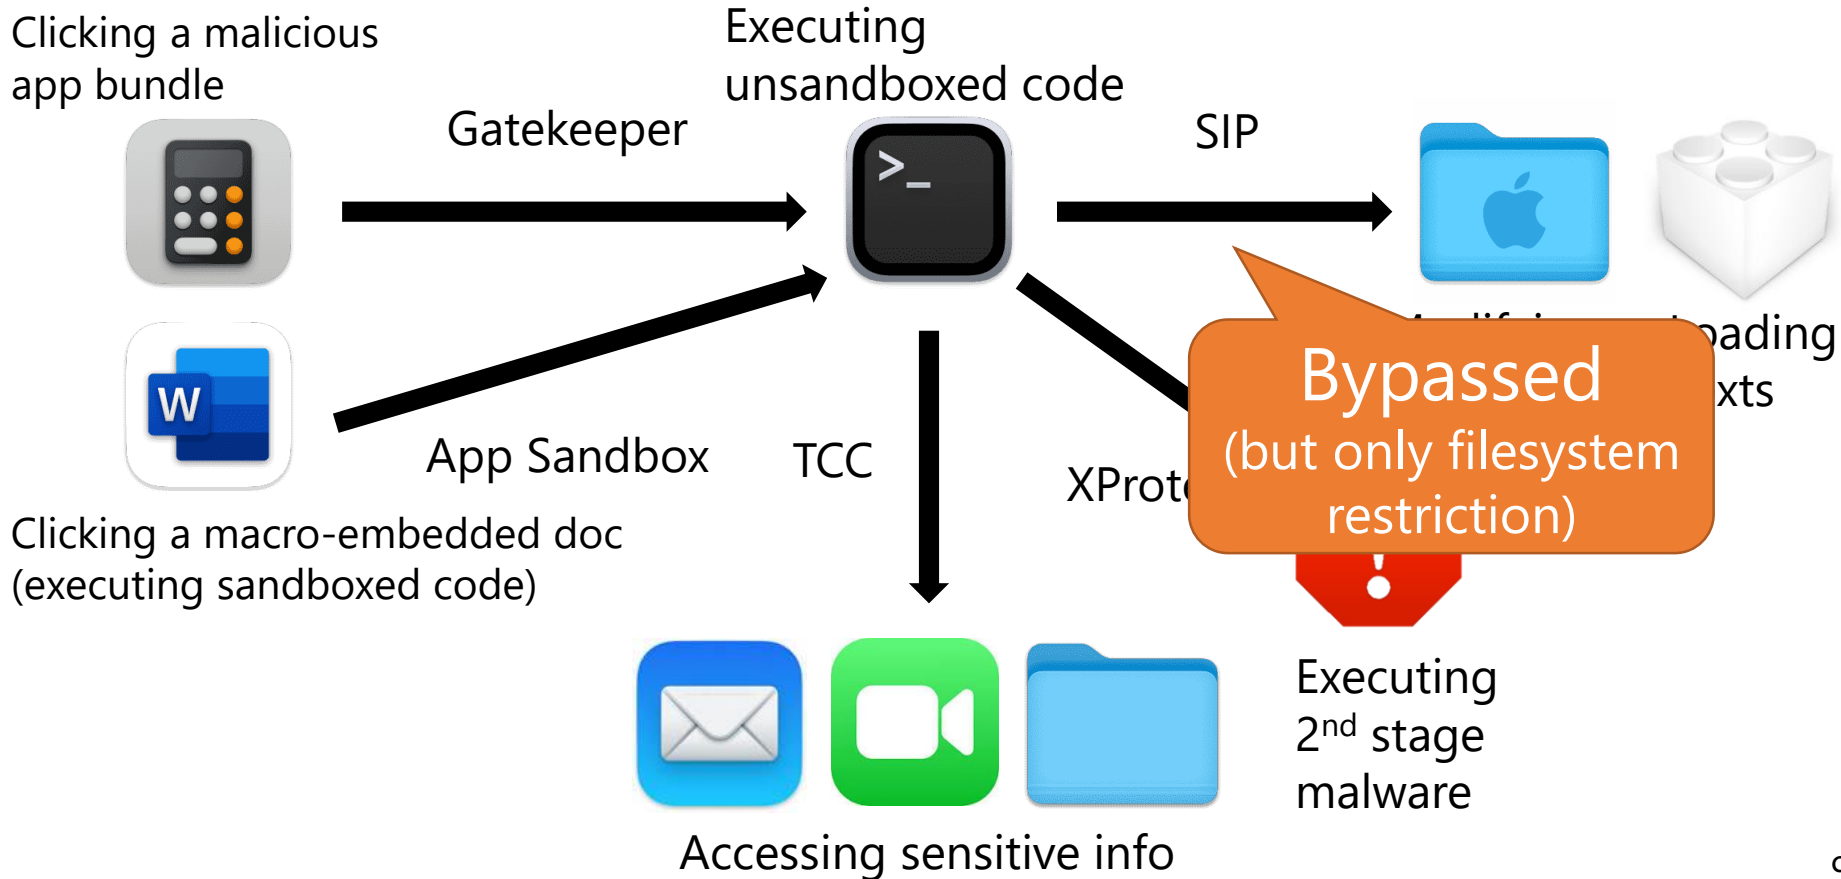 Clicking a malicious
app bundle
Executing
unsandboxed code
Gatekeeper
SIP
>_
W
Loading
Bypassed
(but only filesystem
restriction)
App Sandbox
TCC
Clicking a macro-embedded doc
(executing sandboxed code)
!
Executing
2nd stage
malware
Accessing sensitive info